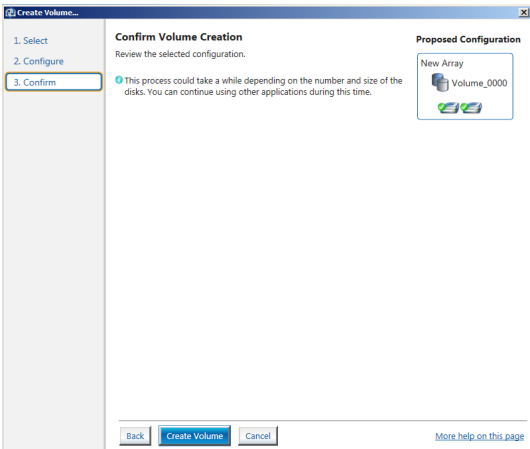 Create Volume...
1. Select
2. Configure
3. Confirm
Confirm Volume Creation
Review the selected configuration.
This process could take a while depending on the number and size of the
disks. You can continue using other applications during this time.
Proposed Configuration
New Array
Volume_0000
Back
Create Volume
Cancel
More help on this page